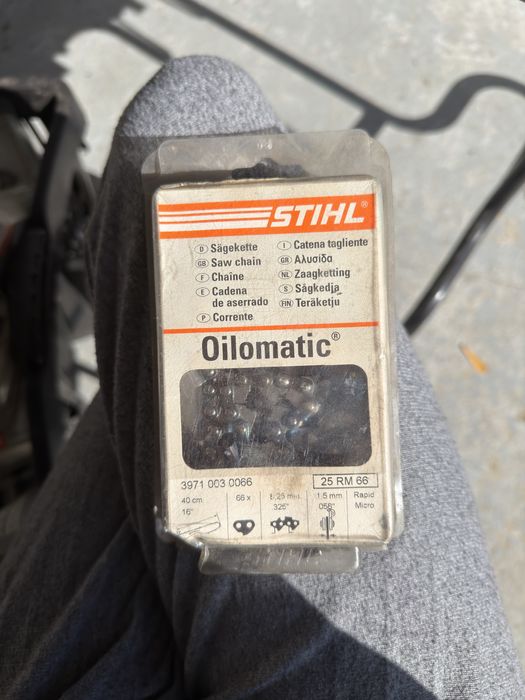 STIHL®
D Sägekette
GB Saw chain
F Chaîne
E Cadena
de aserrado
P Corrente
I Catena tagliente
GR Αλυσίδα
NL Zaagketting
S Sågkedja
FIN Teräketju
Oilomatic®
3971 003 0066
25 RM 66
40 cm
16"
66 x
8,25 mm
.325"
1,5 mm
.058"
Rapid
Micro